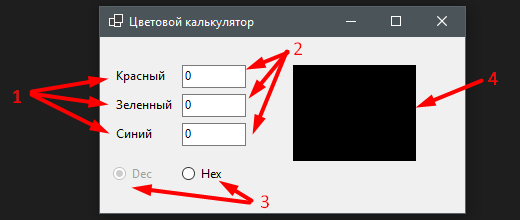 Цветовой калькулятор
2
Красный 0
4
1
Зеленный 0
Синий 0
Dec Hex
3